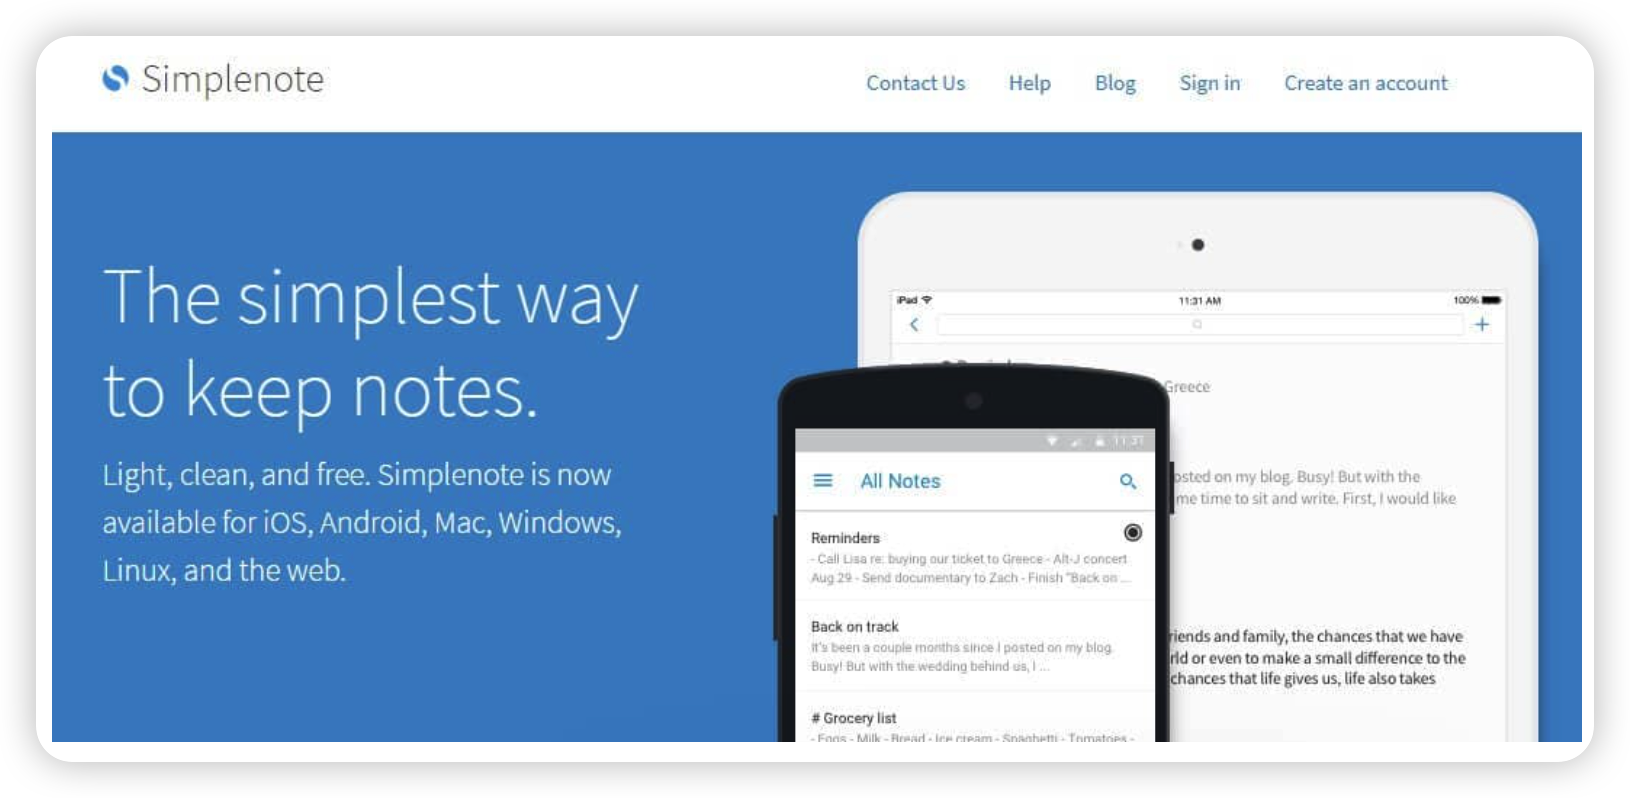 Simplenote
Contact Us Help Blog Sign in Create an account
The simplest way
to keep notes.
Light, clean, and free. Simplenote is now
available for iOS, Android, Mac, Windows,
Linux, and the web.
iPad 11:31 AM 100%
Greece
posted on my blog. Busy! But with the
me time to sit and write. First, I would like
friends and family, the chances that we have
or even to make a small difference to the
chances that life gives us, life also takes
11:31
All Notes
Reminders
- Call Lisa re: buying our ticket to Greece - Alt-J concert
Aug 29 - Send documentary to Zach - Finish "Back on ...
Back on track
It's been a couple months since I posted on my blog.
Busy! But with the wedding behind us, I ...
# Grocery list
- Eggs - Milk - Bread - Ice cream - Spaghetti - Tomatoes -